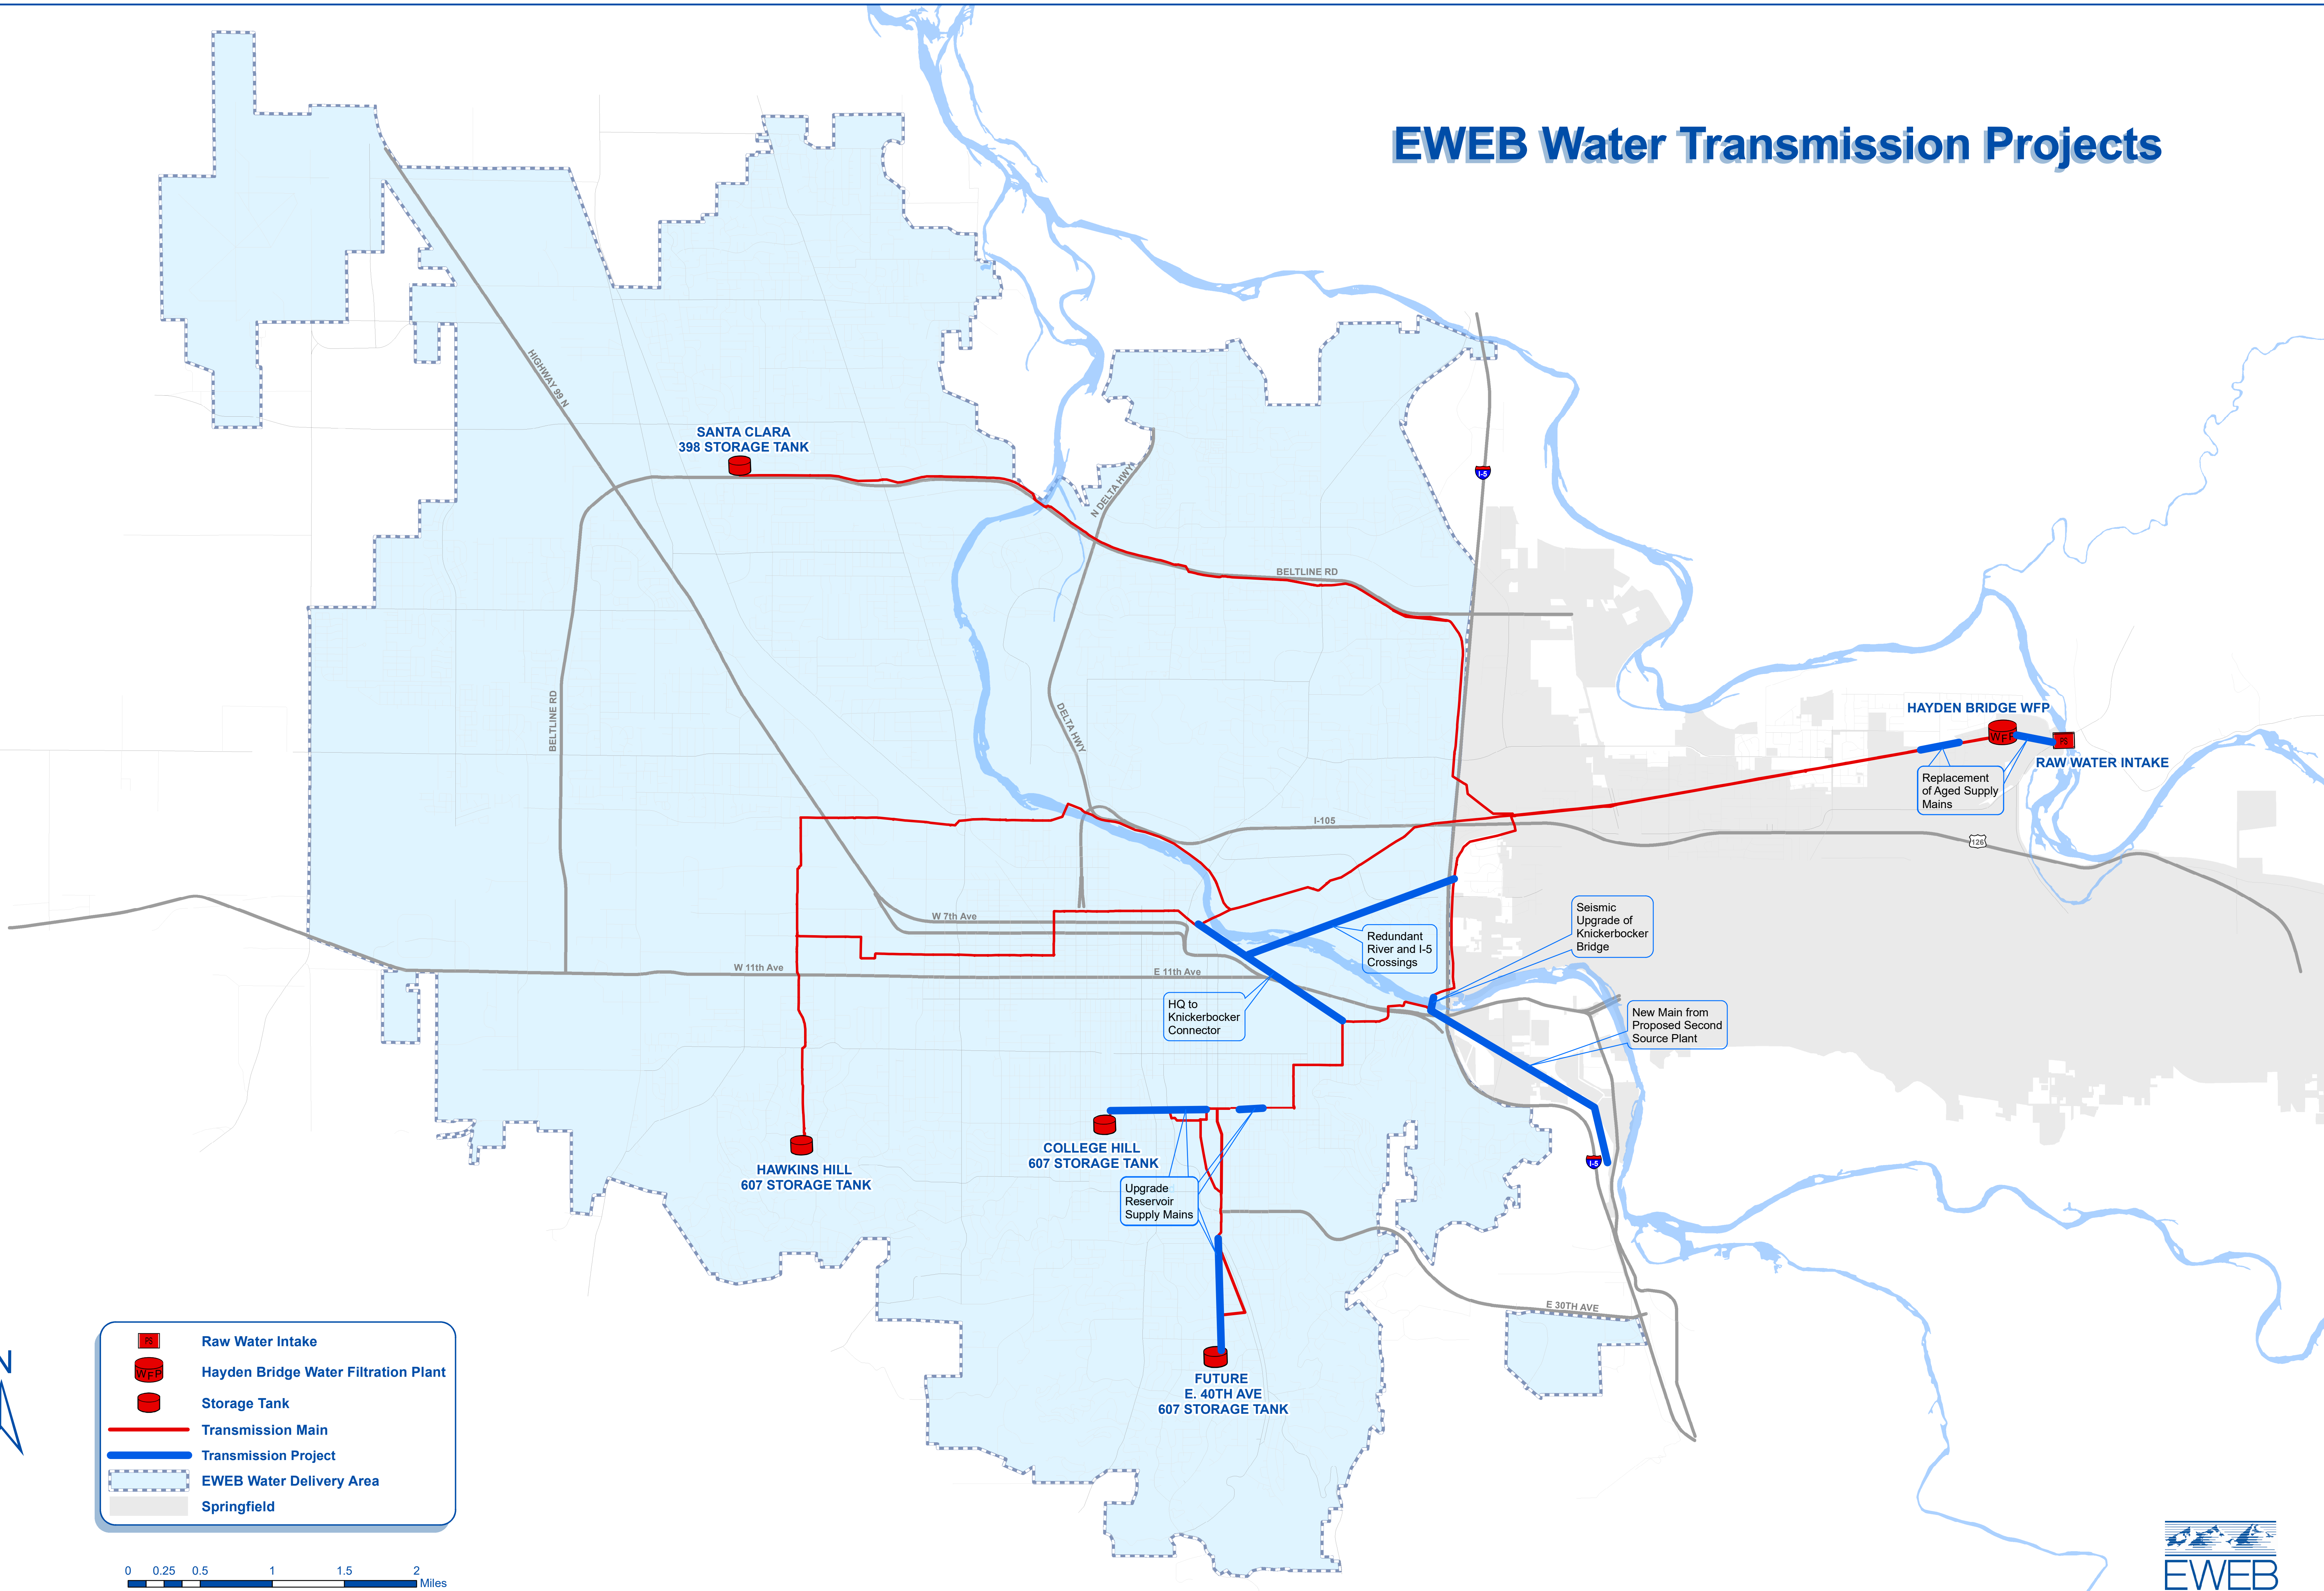 EWEB Water Transmission Projects
HIGHWAY 99 N
SANTA CLARA
398 STORAGE TANK
N DELTA HWY
I-5
BELTLINE RD
BELTLINE RD
DELTA HWY
HAYDEN BRIDGE WFP
WFP
PS
RAW WATER INTAKE
Replacement
of Aged Supply
Mains
I-105
126
W 7th Ave
Redundant
River and I-5
Crossings
Seismic
Upgrade of
Knickerbocker
Bridge
W 11th Ave
E 11th Ave
HQ to
Knickerbocker
Connector
New Main from
Proposed Second
Source Plant
COLLEGE HILL
607 STORAGE TANK
HAWKINS HILL
607 STORAGE TANK
I-5
Upgrade
Reservoir
Supply Mains
E 30TH AVE
FUTURE
E. 40TH AVE
607 STORAGE TANK
N
PS
Raw Water Intake
WFP
Hayden Bridge Water Filtration Plant
Storage Tank
Transmission Main
Transmission Project
EWEB Water Delivery Area
Springfield
0 0.25 0.5 1 1.5 2
Miles
EWEB